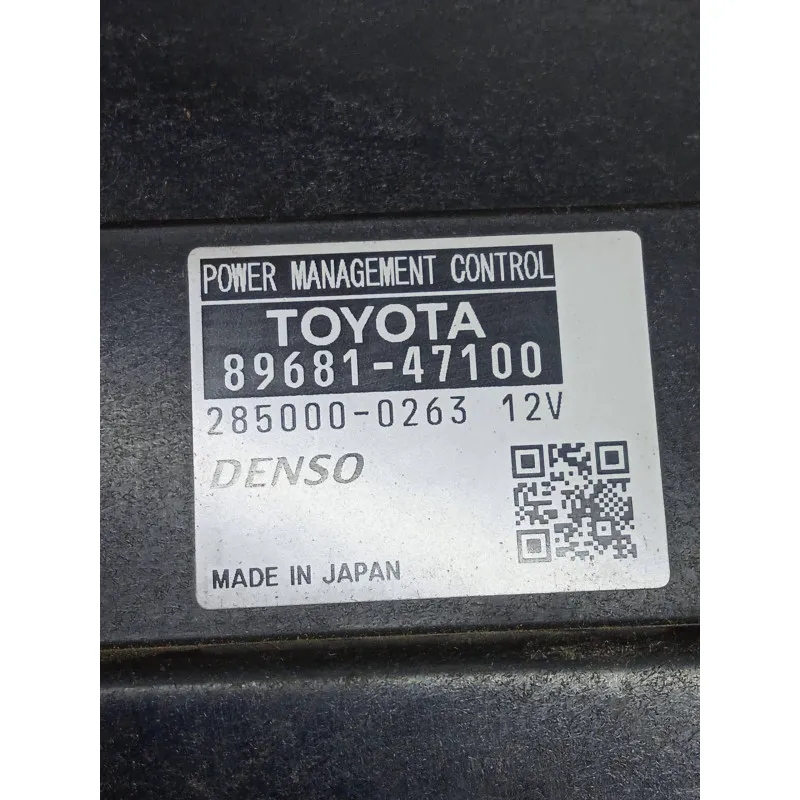 POWER MANAGEMENT CONTROL
TOYOTA
89681-47100
285000-0263 12V
DENSO
MADE IN JAPAN